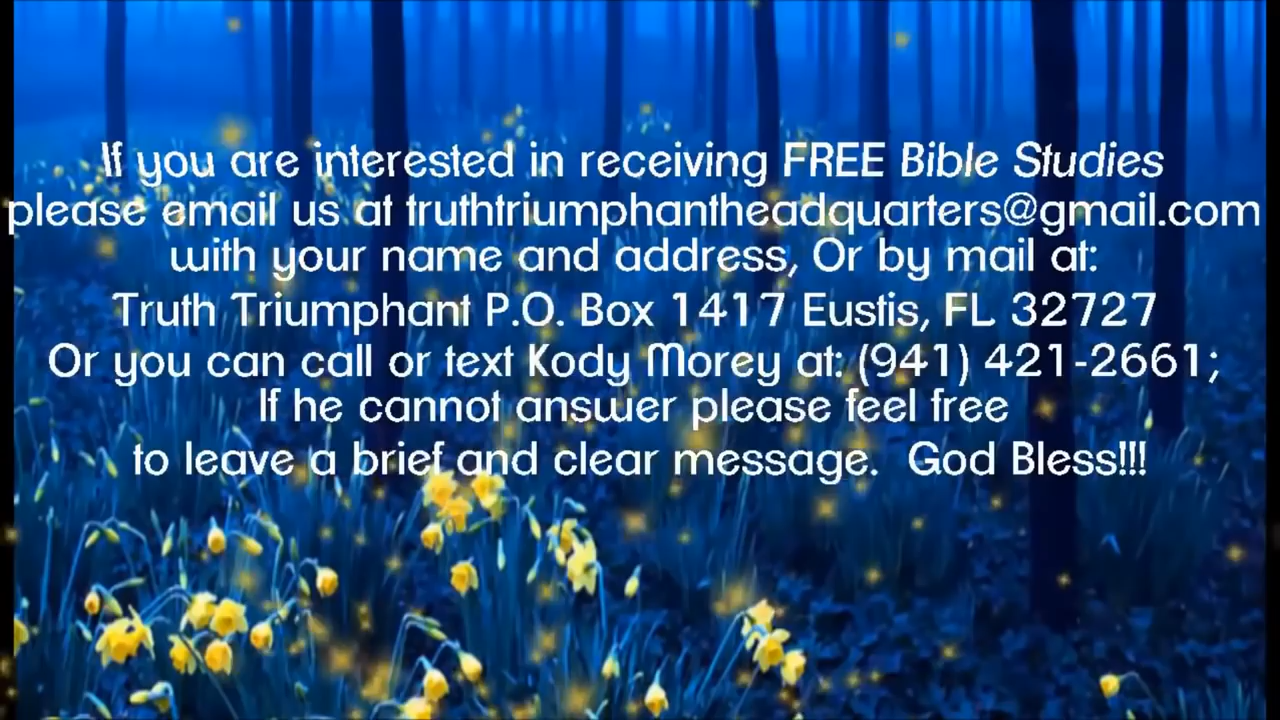 If you are interested in receiving FREE Bible Studies
please email us at truthtriumphantheadquarters@gmail.com
with your name and address, Or by mail at:
Truth Triumphant P.O. Box 1417 Eustis, FL 32727
Or you can call or text Kody Morey at: (941) 421-2661;
If he cannot answer please feel free
to leave a brief and clear message.  God Bless!!!